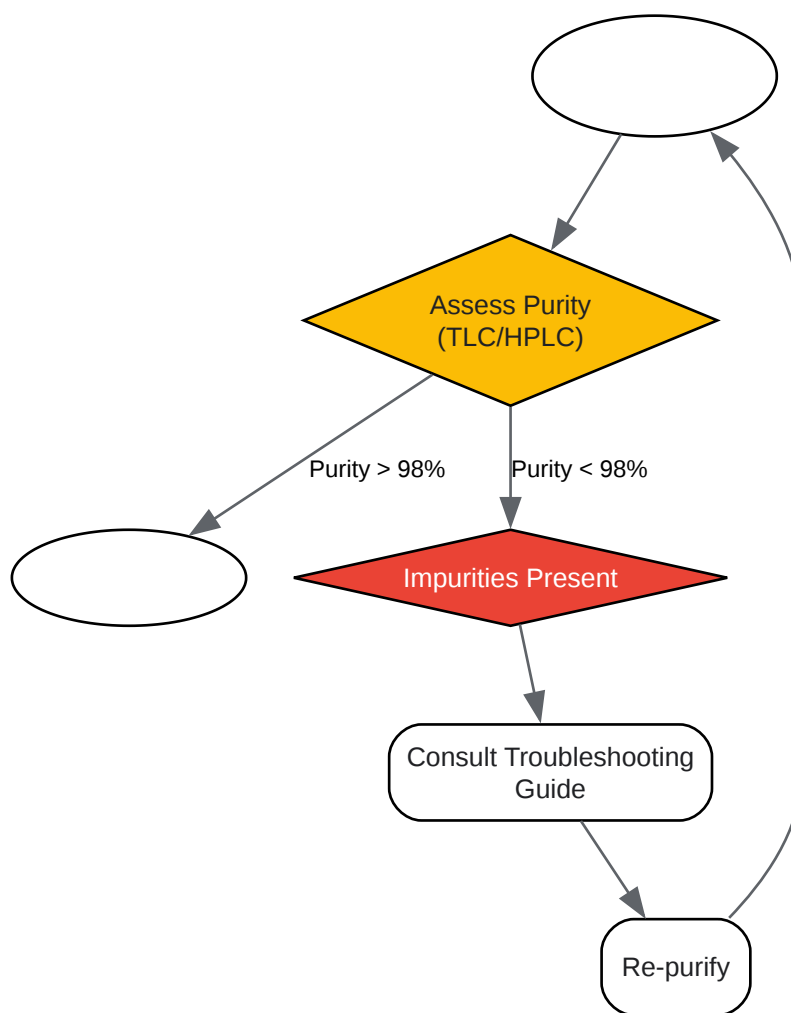 Assess Purity
(TLC/HPLC)
Purity > 98%
Purity < 98%
Impurities Present
Consult Troubleshooting
Guide
Re-purify